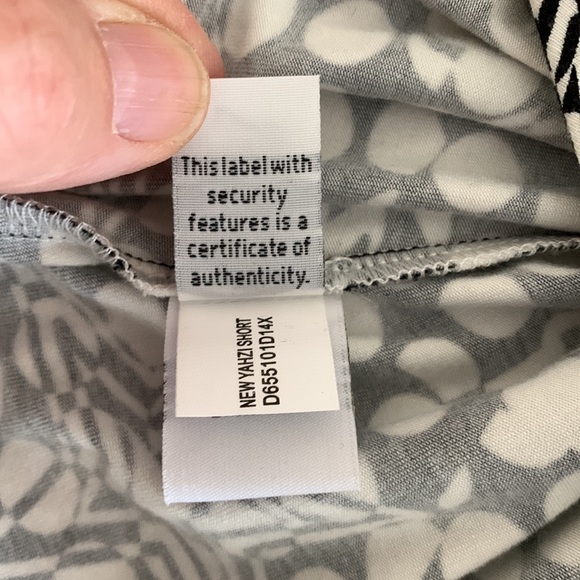 This label with
security
features is a
certificate of
authenticity.
NEW YAHZI SHORT
D655101D14X